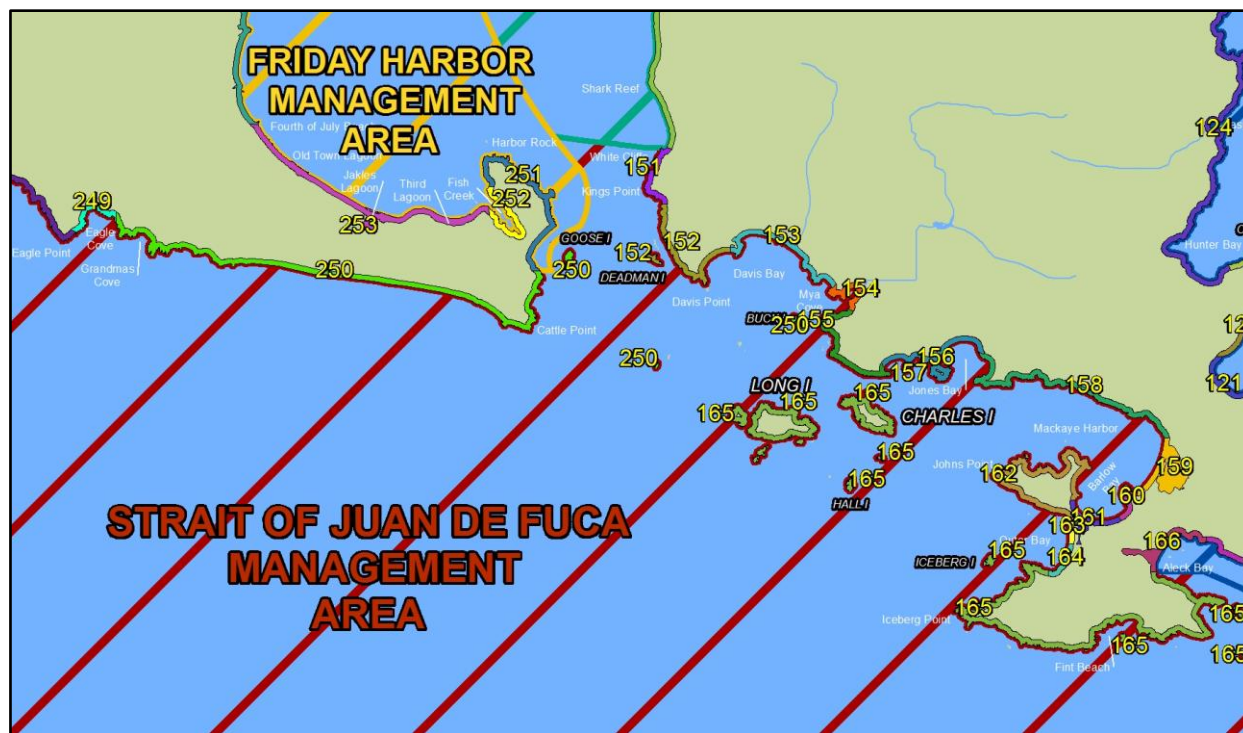 FRIDAY HARBOR
MANAGEMENT
AREA
Shark Reef
Fourth of July
Old Town Lagoon
Harbor Rock
White Cliff
151
124
Jakles
Lagoon
Third
Lagoon
Fish
Creek
251
252
Kings Point
249
253
Eagle
Cove
Eagle Point
Grandmas
Cove
250
GOOSE I
250
152
152
153
DEADMAN I
Davis Bay
Hunter Bay
Davis Point
Mya
Cove
154
Cattle Point
250
155
250
156
157
Jones Bay
121
158
LONG I
165
165
165
CHARLES I
Mackaye Harbor
165
165
HALL I
Johns Point
162
Barlow
Bay
159
160
161
163
164
166
Aleck Bay
165
ICEBERG I
STRAIT OF JUAN DE FUCA
MANAGEMENT
AREA
Iceberg Point
165
165
165
165
Fint Beach